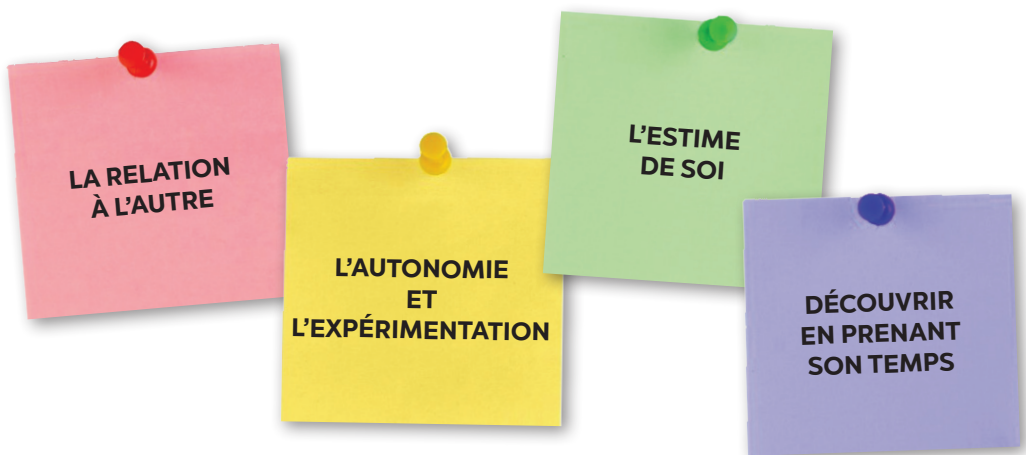 LA RELATION
À L'AUTRE
L'AUTONOMIE
ET
L'EXPÉRIMENTATION
L'ESTIME
DE SOI
DÉCOUVRIR
EN PRENANT
SON TEMPS